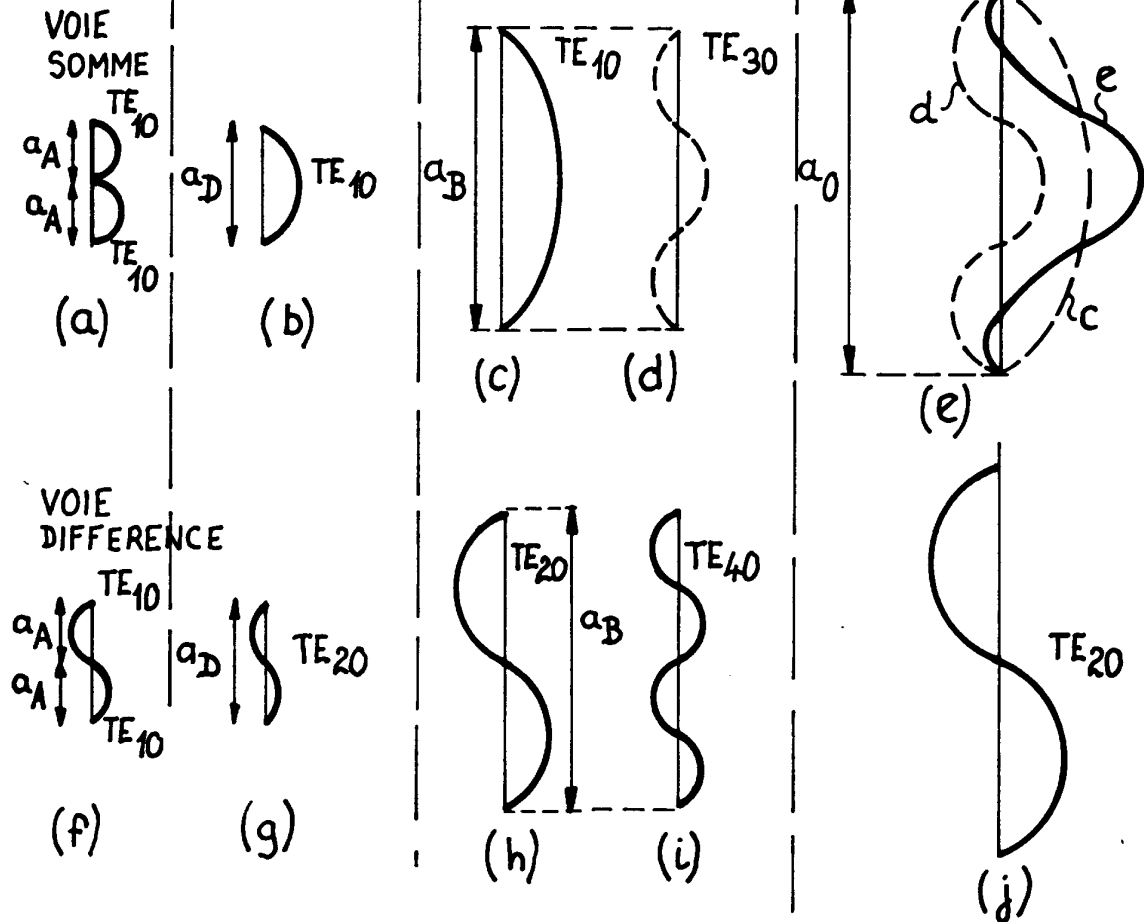 VOIE
SOMME
TE10
aA
aA
TE10
(a)
aD
TE10
(b)
aB
TE10
(c)
TE30
(d)
a0
d
e
c
(e)
VOIE
DIFFERENCE
TE10
aA
aA
TE10
(f)
aD
TE20
(g)
TE20
aB
(h)
TE40
(i)
TE20
(j)